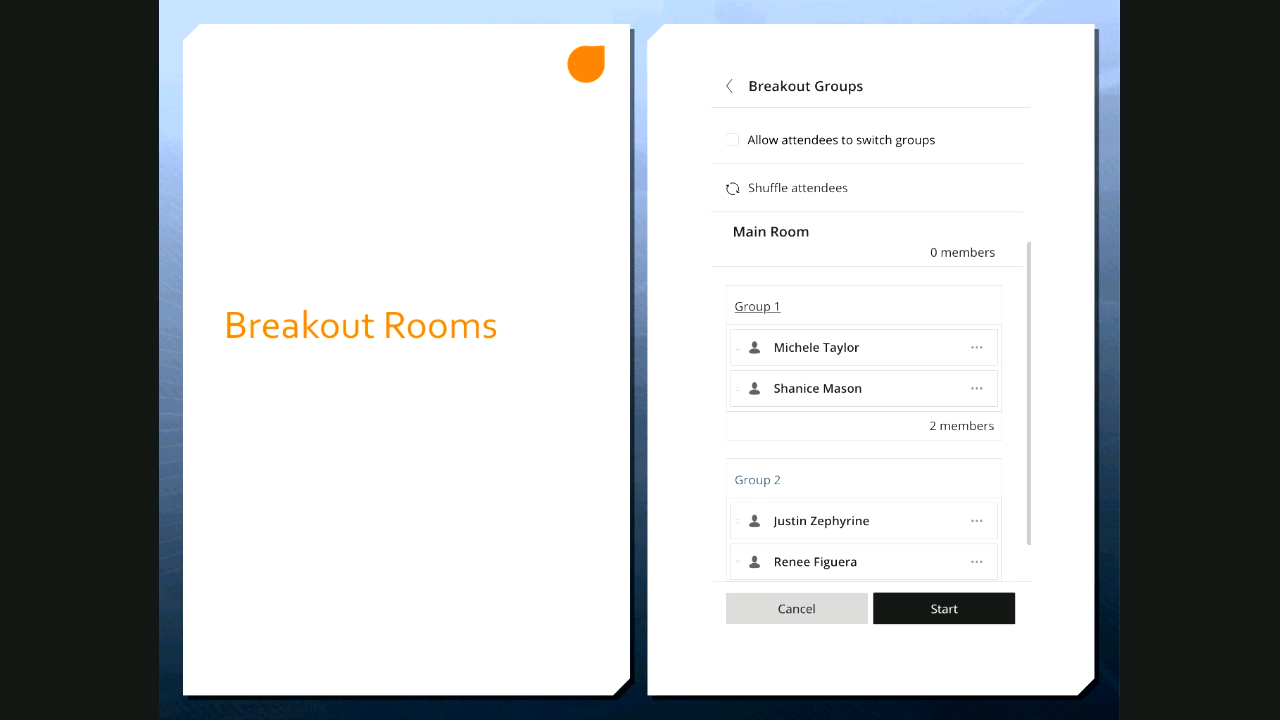 Breakout Rooms
Breakout Groups
Allow attendees to switch groups
Shuffle attendees
Main Room
0 members
Group 1
Michele Taylor
Shanice Mason
2 members
Group 2
Justin Zephyrine
Renee Figuera
Cancel
Start